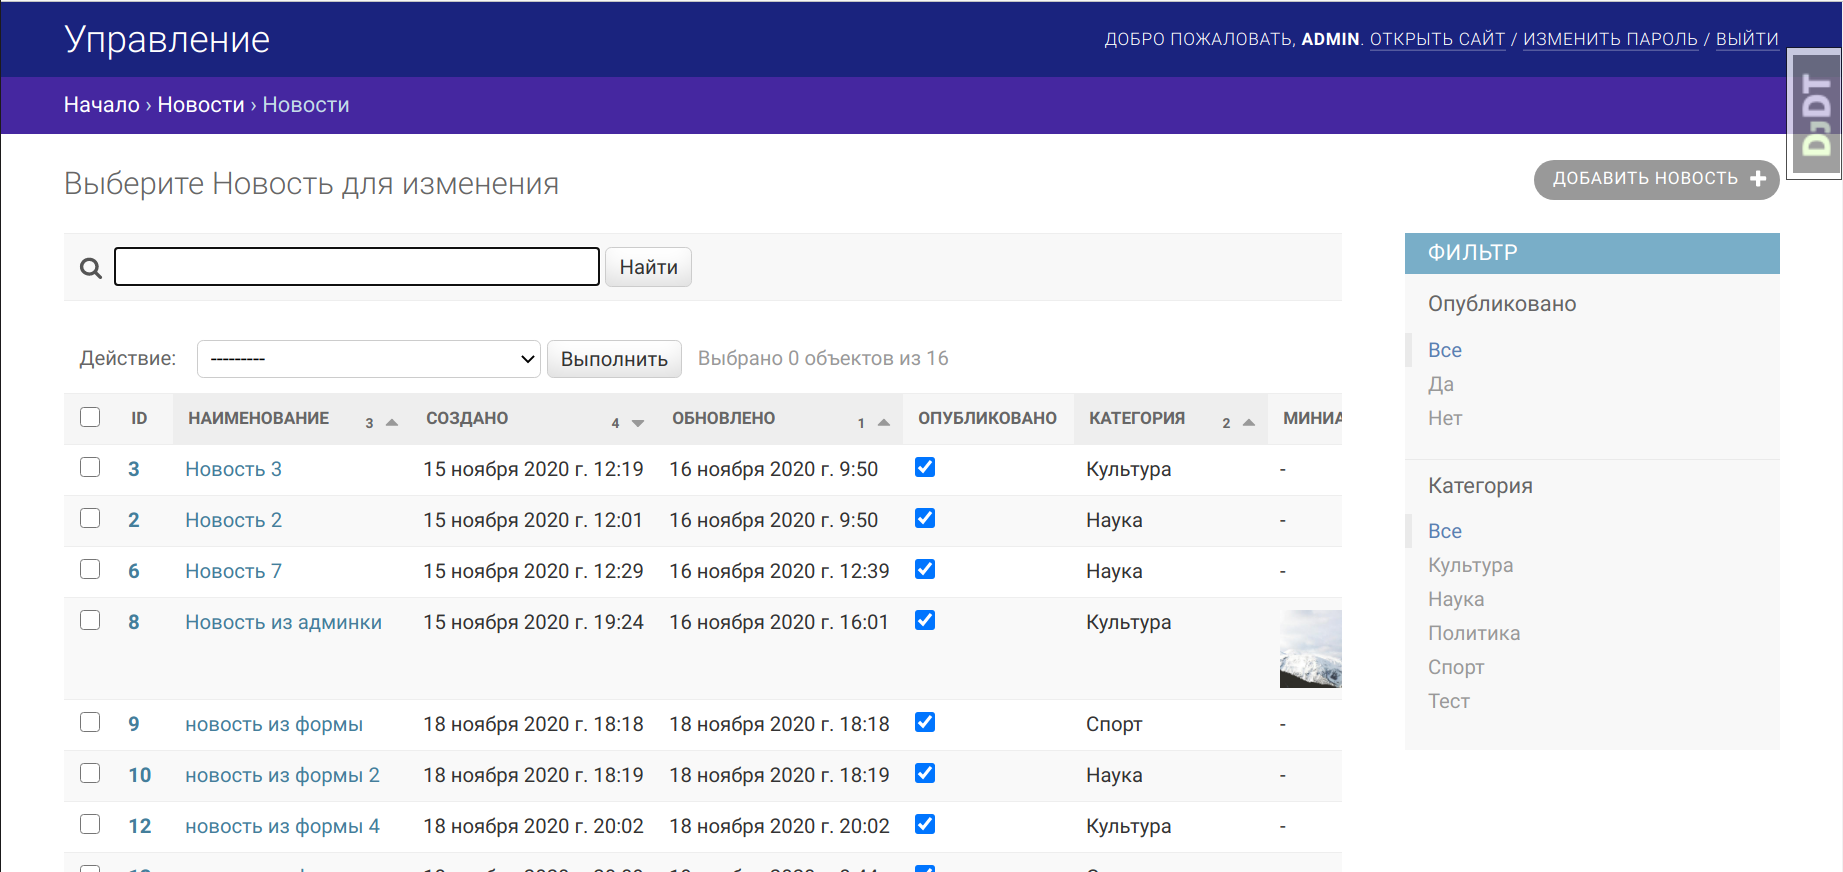 Управление
ДОБРО ПОЖАЛОВАТЬ, ADMIN. ОТКРЫТЬ САЙТ / ИЗМЕНИТЬ ПАРОЛЬ / ВЫЙТИ
DJDT
Начало › Новости › Новости
Выберите Новость для изменения
ДОБАВИТЬ НОВОСТЬ
Найти
Действие: --------- Выполнить Выбрано 0 объектов из 16
ID НАИМЕНОВАНИЕ 3 СОЗДАНО 4 ОБНОВЛЕНО 1 ОПУБЛИКОВАНО КАТЕГОРИЯ 2 МИНИА
3 Новость 3 15 ноября 2020 г. 12:19 16 ноября 2020 г. 9:50 Культура -
2 Новость 2 15 ноября 2020 г. 12:01 16 ноября 2020 г. 9:50 Наука -
6 Новость 7 15 ноября 2020 г. 12:29 16 ноября 2020 г. 12:39 Наука -
8 Новость из админки 15 ноября 2020 г. 19:24 16 ноября 2020 г. 16:01 Культура
9 новость из формы 18 ноября 2020 г. 18:18 18 ноября 2020 г. 18:18 Спорт -
10 новость из формы 2 18 ноября 2020 г. 18:19 18 ноября 2020 г. 18:19 Наука -
12 новость из формы 4 18 ноября 2020 г. 20:02 18 ноября 2020 г. 20:02 Культура -
ФИЛЬТР
Опубликовано
Все
Да
Нет
Категория
Все
Культура
Наука
Политика
Спорт
Тест